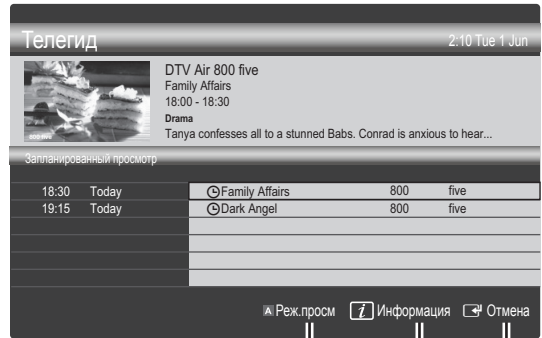 Телегид 2:10 Tue 1 Jun
DTV Air 800 five
Family Affairs
18:00 - 18:30
Drama
Tanya confesses all to a stunned Babs. Conrad is anxious to hear...
Запланированный просмотр
18:30 Today Family Affairs 800 five
19:15 Today Dark Angel 800 five
A Реж.просм i Информация Отмена